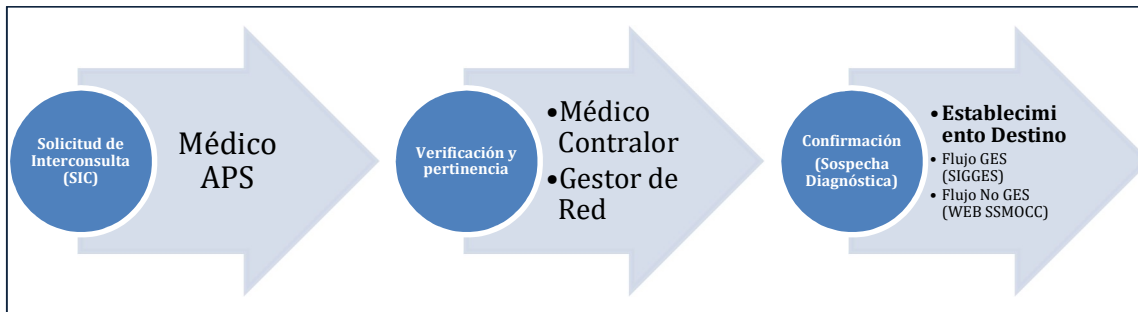 Solicitud de
Interconsulta
(SIC)
Médico
APS
Verificación y
pertinencia
•Médico
Contralor
•Gestor de
Red
Confirmación
(Sospecha
Diagnóstica)
•Establecimi
ento Destino
• Flujo GES
(SIGGES)
• Flujo No GES
(WEB SSMOCC)